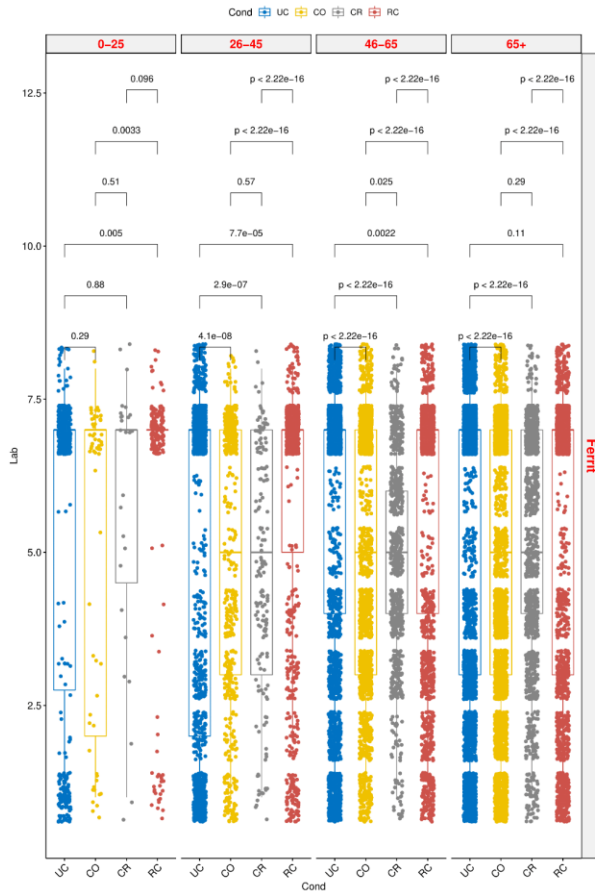 Cond UC CO CR RC
0-25 26-45 46-65 65+
0.096 p < 2.22e-16 p < 2.22e-16 p < 2.22e-16
12.5
0.0033 p < 2.22e-16 p < 2.22e-16 p < 2.22e-16
0.51 0.57 0.025 0.29
10.0
0.005 7.7e-05 0.0022 0.11
0.88 2.9e-07 p < 2.22e-16 p < 2.22e-16
0.29 4.1e-08 p < 2.22e-16 p < 2.22e-16
7.5
Lab
Ferrit
5.0
2.5
UC CO CR RC UC CO CR RC UC CO CR RC UC CO CR RC
Cond